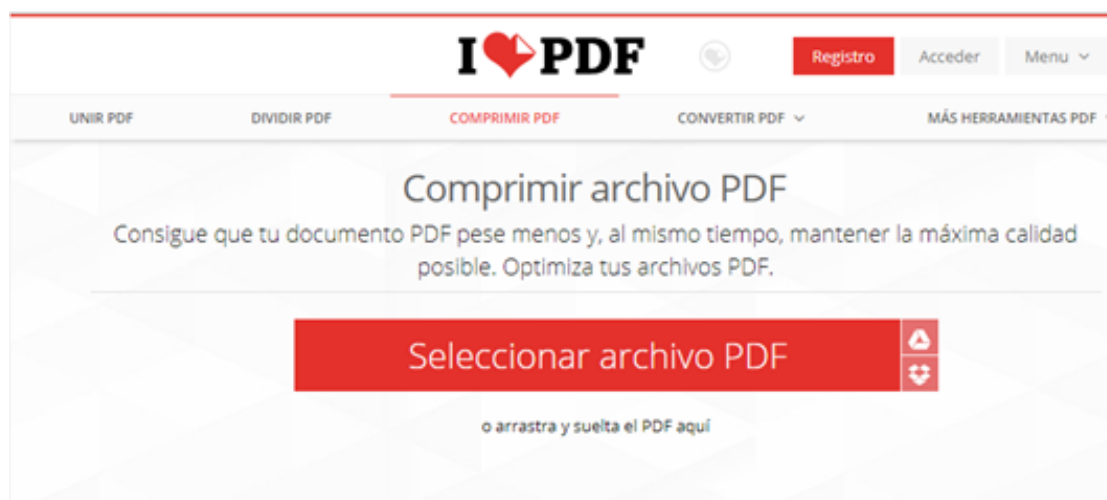 I PDF
Registro Acceder Menu
UNIR PDF DIVIDIR PDF COMPRIMIR PDF CONVERTIR PDF MÁS HERRAMIENTAS PDF
Comprimir archivo PDF
Consigue que tu documento PDF pese menos y, al mismo tiempo, mantener la máxima calidad
posible. Optimiza tus archivos PDF.
Seleccionar archivo PDF
o arrastra y suelta el PDF aquí